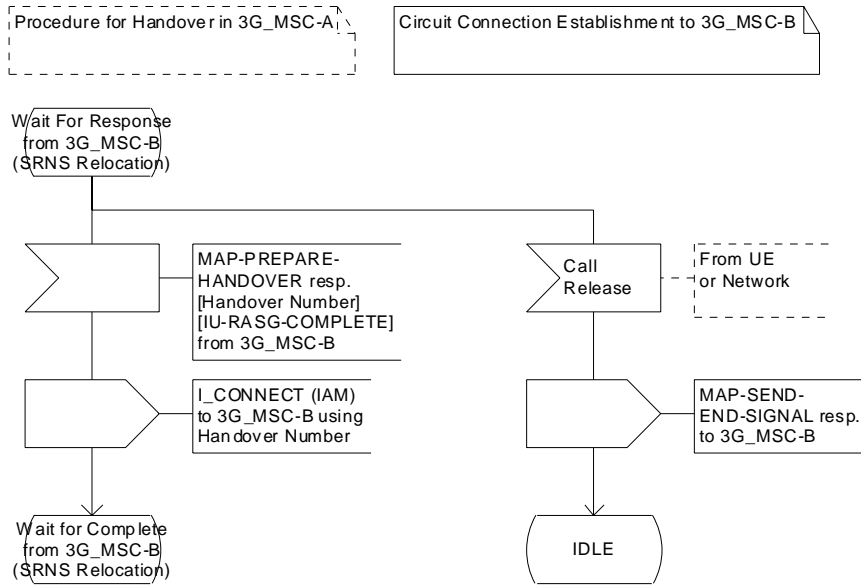 Procedure for Handover in 3G_MSC-A
Circuit Connection Establishment to 3G_MSC-B
Wait For Response
from 3G_MSC-B
(SRNS Relocation)
MAP-PREPARE-
HANDOVER resp.
[Handover Number]
[IU-RASG-COMPLETE]
from 3G_MSC-B
Call
Release
From UE
or Network
I_CONNECT (IAM)
to 3G_MSC-B using
Handover Number
MAP-SEND-
END-SIGNAL resp.
to 3G_MSC-B
Wait for Complete
from 3G_MSC-B
(SRNS Relocation)
IDLE